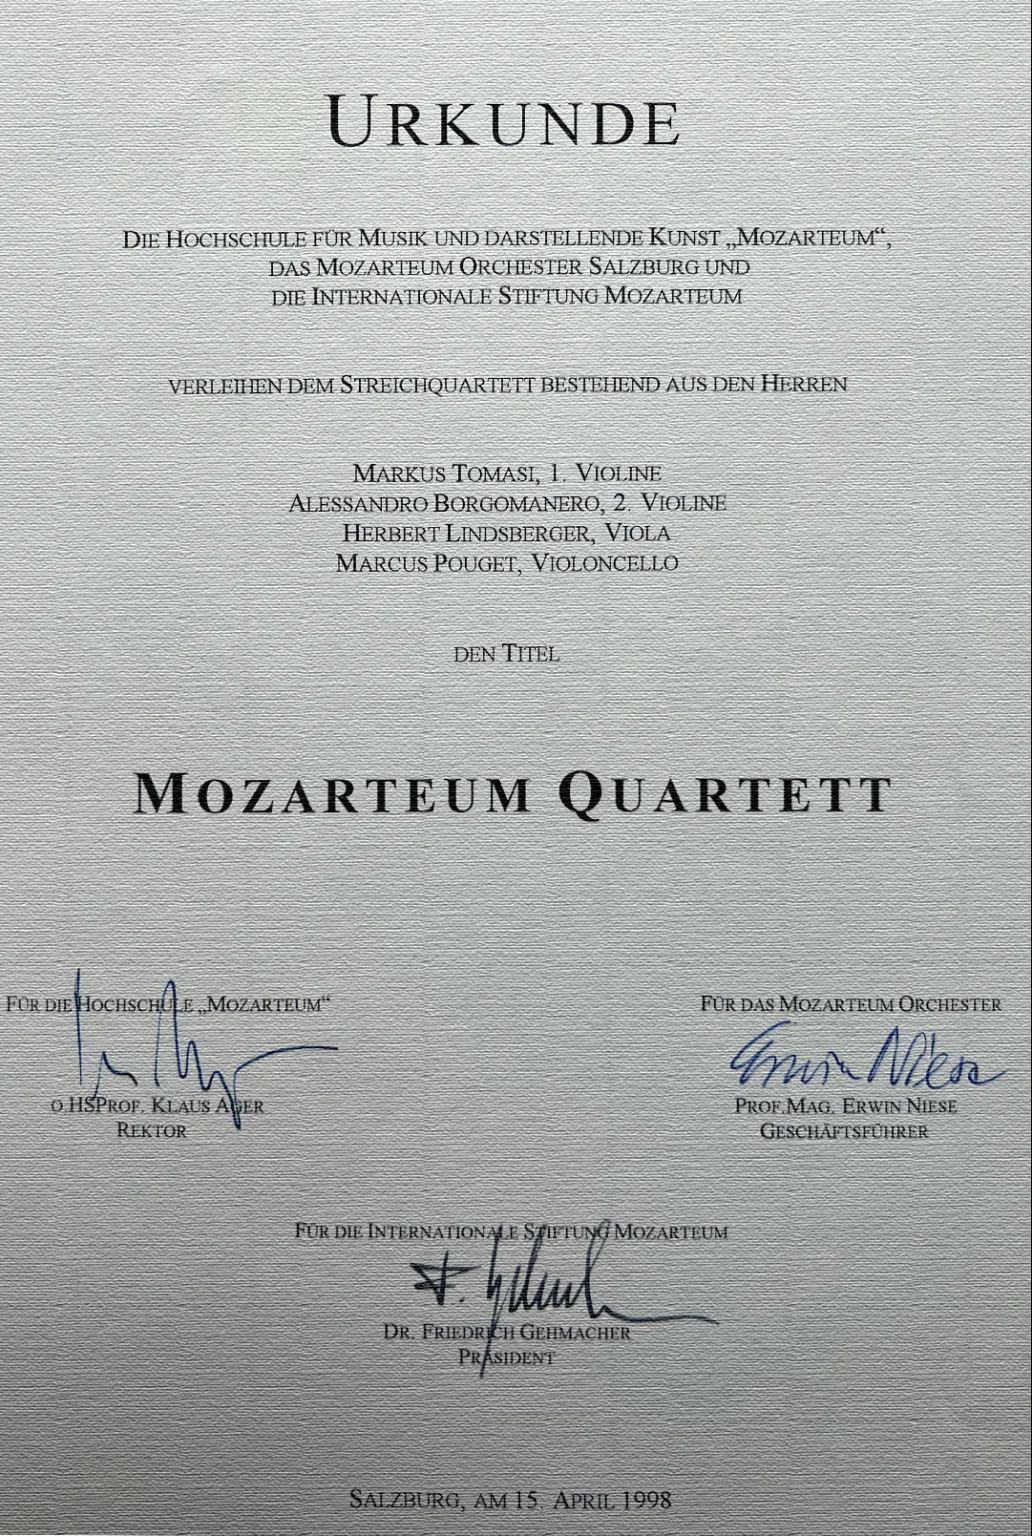 URKUNDE
DIE HOCHSCHULE FÜR MUSIK UND DARSTELLENDE KUNST „MOZARTEUM“,
DAS MOZARTEUM ORCHESTER SALZBURG UND
DIE INTERNATIONALE STIFTUNG MOZARTEUM
VERLEIHEN DEM STREICHQUARTETT BESTEHEND AUS DEN HERREN
MARKUS TOMASI, 1. VIOLINE
ALESSANDRO BORGOMANERO, 2. VIOLINE
HERBERT LINDSBERGER, VIOLA
MARCUS POUGET, VIOLONCELLO
DEN TITEL
MOZARTEUM QUARTETT
FÜR DIE HOCHSCHULE „MOZARTEUM“
O.HSPROF. KLAUS AGER
REKTOR
FÜR DAS MOZARTEUM ORCHESTER
Erwin Niese
PROF.MAG. ERWIN NIESE
GESCHÄFTSFÜHRER
FÜR DIE INTERNATIONALE STIFTUNG MOZARTEUM
DR. FRIEDRICH GEHMACHER
PRÄSIDENT
SALZBURG, AM 15. APRIL 1998